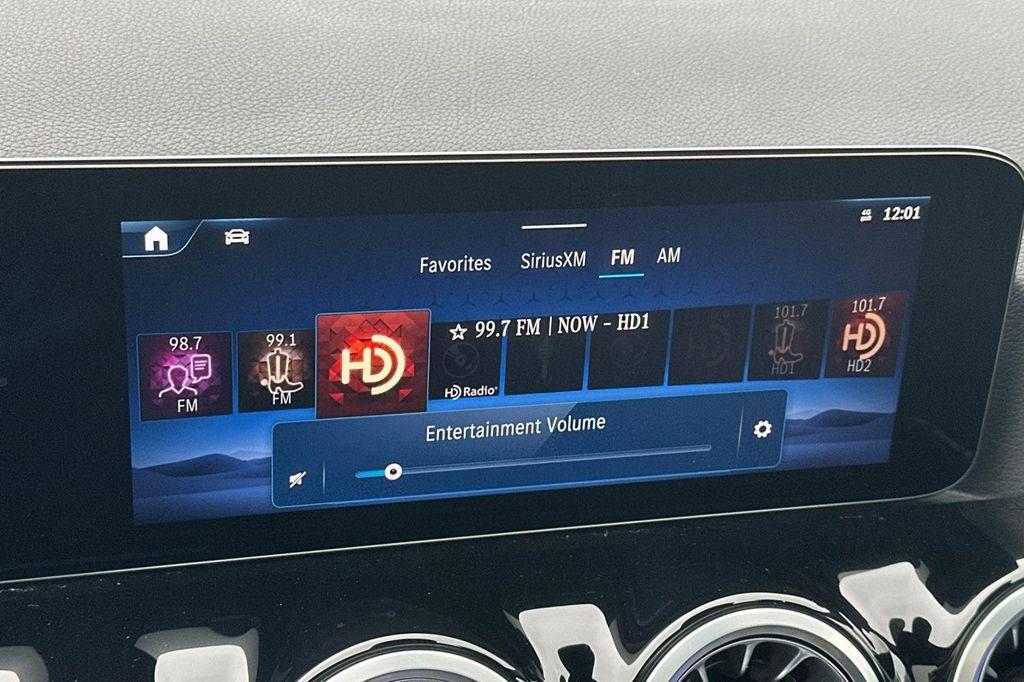 4G 12:01
Favorites SiriusXM FM AM
98.7 FM
99.1 FM
HD
99.7 FM | NOW - HD1
HD Radio
101.7 HD1
101.7 HD HD2
Entertainment Volume